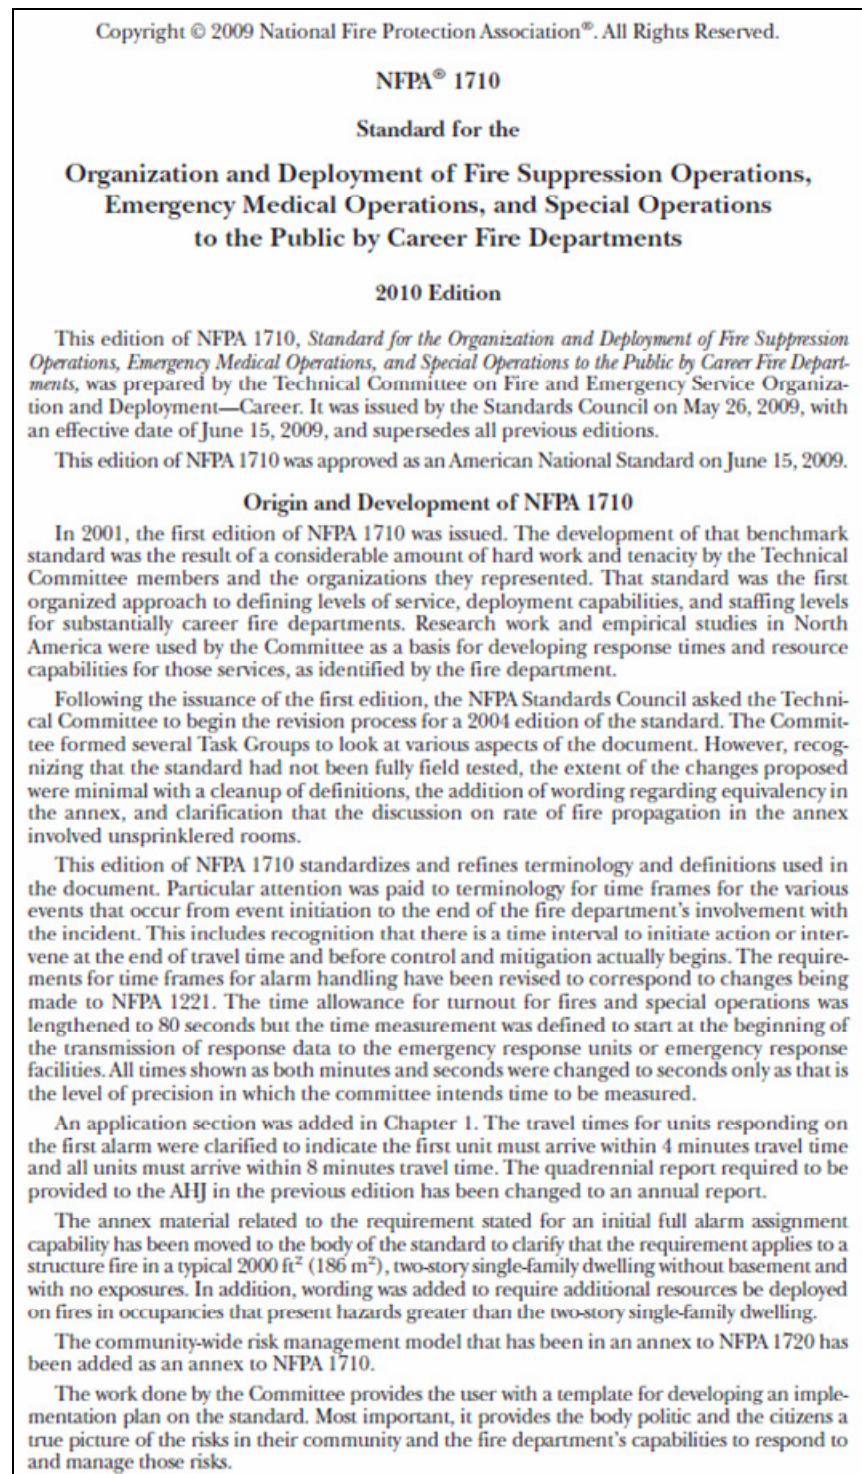 Copyright © 2009 National Fire Protection Association®. All Rights Reserved.
NFPA® 1710
Standard for the
Organization and Deployment of Fire Suppression Operations,
Emergency Medical Operations, and Special Operations
to the Public by Career Fire Departments
2010 Edition
This edition of NFPA 1710, Standard for the Organization and Deployment of Fire Suppression
Operations, Emergency Medical Operations, and Special Operations to the Public by Career Fire Depart-
ments, was prepared by the Technical Committee on Fire and Emergency Service Organiza-
tion and Deployment—Career. It was issued by the Standards Council on May 26, 2009, with
an effective date of June 15, 2009, and supersedes all previous editions.
This edition of NFPA 1710 was approved as an American National Standard on June 15, 2009.
Origin and Development of NFPA 1710
In 2001, the first edition of NFPA 1710 was issued. The development of that benchmark
standard was the result of a considerable amount of hard work and tenacity by the Technical
Committee members and the organizations they represented. That standard was the first
organized approach to defining levels of service, deployment capabilities, and staffing levels
for substantially career fire departments. Research work and empirical studies in North
America were used by the Committee as a basis for developing response times and resource
capabilities for those services, as identified by the fire department.
Following the issuance of the first edition, the NFPA Standards Council asked the Techni-
cal Committee to begin the revision process for a 2004 edition of the standard. The Commit-
tee formed several Task Groups to look at various aspects of the document. However, recog-
nizing that the standard had not been fully field tested, the extent of the changes proposed
were minimal with a cleanup of definitions, the addition of wording regarding equivalency in
the annex, and clarification that the discussion on rate of fire propagation in the annex
involved unsprinklered rooms.
This edition of NFPA 1710 standardizes and refines terminology and definitions used in
the document. Particular attention was paid to terminology for time frames for the various
events that occur from event initiation to the end of the fire department's involvement with
the incident. This includes recognition that there is a time interval to initiate action or inter-
vene at the end of travel time and before control and mitigation actually begins. The require-
ments for time frames for alarm handling have been revised to correspond to changes being
made to NFPA 1221. The time allowance for turnout for fires and special operations was
lengthened to 80 seconds but the time measurement was defined to start at the beginning of
the transmission of response data to the emergency response units or emergency response
facilities. All times shown as both minutes and seconds were changed to seconds only as that is
the level of precision in which the committee intends time to be measured.
An application section was added in Chapter 1. The travel times for units responding on
the first alarm were clarified to indicate the first unit must arrive within 4 minutes travel time
and all units must arrive within 8 minutes travel time. The quadrennial report required to be
provided to the AHJ in the previous edition has been changed to an annual report.
The annex material related to the requirement stated for an initial full alarm assignment
capability has been moved to the body of the standard to clarify that the requirement applies to a
structure fire in a typical 2000 ft² (186 m²), two-story single-family dwelling without basement and
with no exposures. In addition, wording was added to require additional resources be deployed
on fires in occupancies that present hazards greater than the two-story single-family dwelling.
The community-wide risk management model that has been in an annex to NFPA 1720 has
been added as an annex to NFPA 1710.
The work done by the Committee provides the user with a template for developing an imple-
mentation plan on the standard. Most important, it provides the body politic and the citizens a
true picture of the risks in their community and the fire department's capabilities to respond to
and manage those risks.